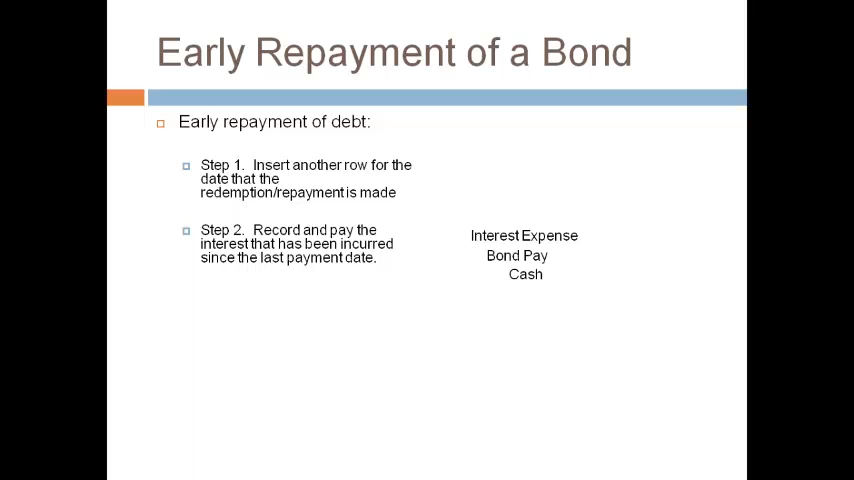 Early Repayment of a Bond
Early repayment of debt:
Step 1. Insert another row for the
date that the
redemption/repayment is made
Step 2. Record and pay the
interest that has been incurred
since the last payment date.
Interest Expense
Bond Pay
Cash